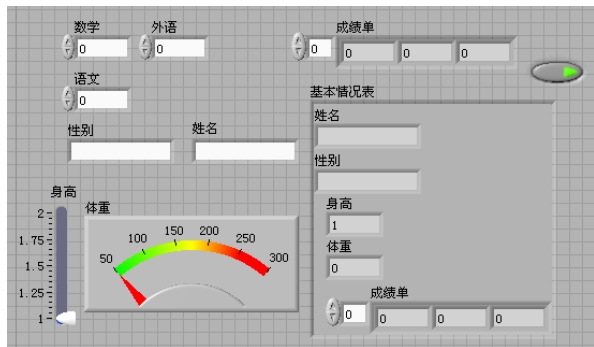 数学 外语 成绩单
0 0 0 0 0 0
语文
0
基本情况表
性别 姓名
姓名
性别
身高
体重
2
1.75
1.5
1.25
1
50 100 150 200 250 300
身高
1
体重
0
成绩单
0 0 0 0